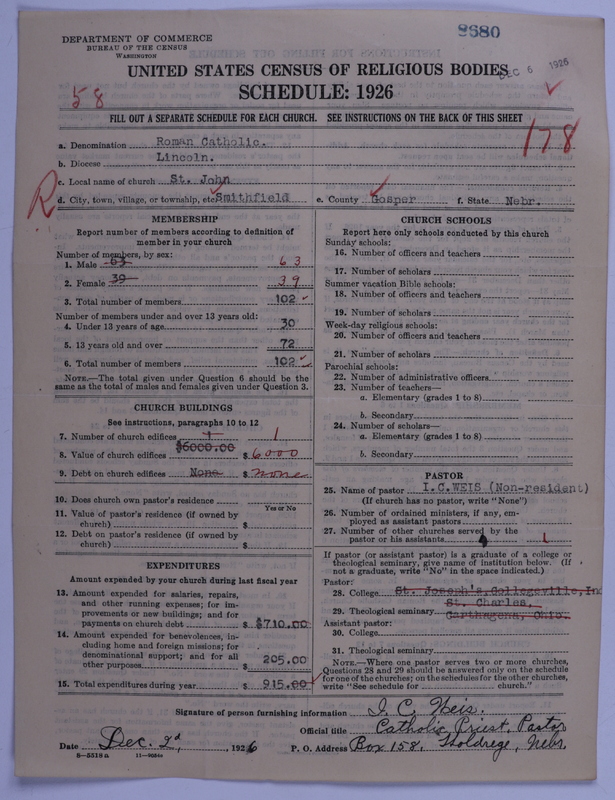 DEPARTMENT OF COMMERCE
BUREAU OF THE CENSUS
WASHINGTON
9680
DEC 6 1926
UNITED STATES CENSUS OF RELIGIOUS BODIES
SCHEDULE: 1926
58
FILL OUT A SEPARATE SCHEDULE FOR EACH CHURCH. SEE INSTRUCTIONS ON THE BACK OF THIS SHEET
178
a. Denomination Roman Catholic.
b. Diocese Lincoln.
R
c. Local name of church St. John
d. City, town, village, or township, etc. Smithfield e. County Gosper f. State Nebr.
MEMBERSHIP
Report number of members according to definition of
member in your church
Number of members, by sex:
1. Male 63 63
2. Female 39 39
3. Total number of members 102
Number of members under and over 13 years old:
4. Under 13 years of age 30
5. 13 years old and over 72
6. Total number of members 102
NOTE.—The total given under Question 6 should be the
same as the total of males and females given under Question 3.
CHURCH BUILDINGS
See instructions, paragraphs 10 to 12
7. Number of church edifices 1 1
8. Value of church edifices $6000.00 $ 6000
9. Debt on church edifices None $ none
10. Does church own pastor's residence
Yes or No
11. Value of pastor's residence (if owned by
church) $
12. Debt on pastor's residence (if owned by
church) $
EXPENDITURES
Amount expended by your church during last fiscal year
13. Amount expended for salaries, repairs,
and other running expenses; for im-
provements or new buildings; and for
payments on church debt $ $710.00
14. Amount expended for benevolences, in-
cluding home and foreign missions; for
denominational support; and for all
other purposes $ 205.00
15. Total expenditures during year $ 915.00
CHURCH SCHOOLS
Report here only schools conducted by this church
Sunday schools:
16. Number of officers and teachers
17. Number of scholars
Summer vacation Bible schools:
18. Number of officers and teachers
19. Number of scholars
Week-day religious schools:
20. Number of officers and teachers
21. Number of scholars
Parochial schools:
22. Number of administrative officers
23. Number of teachers—
a. Elementary (grades 1 to 8)
b. Secondary
24. Number of scholars—
a. Elementary (grades 1 to 8)
b. Secondary
PASTOR
25. Name of pastor I.C.WEIS (Non-resident)
(If church has no pastor, write "None")
26. Number of ordained ministers, if any, em-
ployed as assistant pastors
27. Number of other churches served by the
pastor or his assistants 1
If pastor (or assistant pastor) is a graduate of a college or
theological seminary, give name of institution below. (If
not a graduate, write "No" in the space indicated.)
Pastor:
28. College St. Joseph's,Collegeville,Ind
St. Charles,
29. Theological seminary Carthagena, Ohio.
Assistant pastor:
30. College
31. Theological seminary
NOTE.—Where one pastor serves two or more churches,
Questions 28 and 29 should be answered only on the schedule
for one of the churches; on the schedules for the other churches,
write "See schedule for church."
Signature of person furnishing information I. C. Weis.
Official title Catholic Priest, Pastor
Date Dec. 2d, 1926 P. O. Address Box 158, Holdrege, Nebr
8—5518a